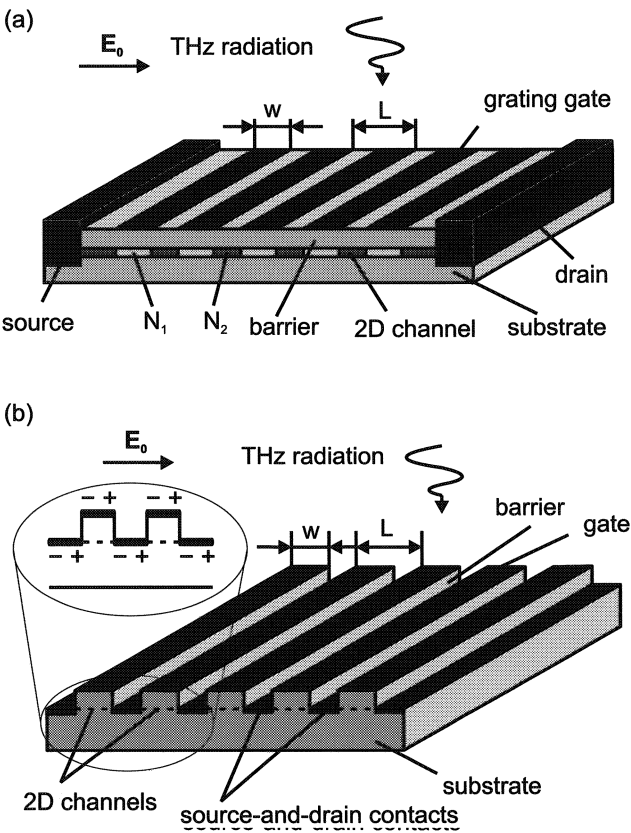 (a)
E₀
THz radiation
w
L
grating gate
source
N₁
N₂
barrier
2D channel
drain
substrate
(b)
E₀
THz radiation
− + − +
− + − + − +
w
L
barrier
gate
2D channels
source-and-drain contacts
substrate